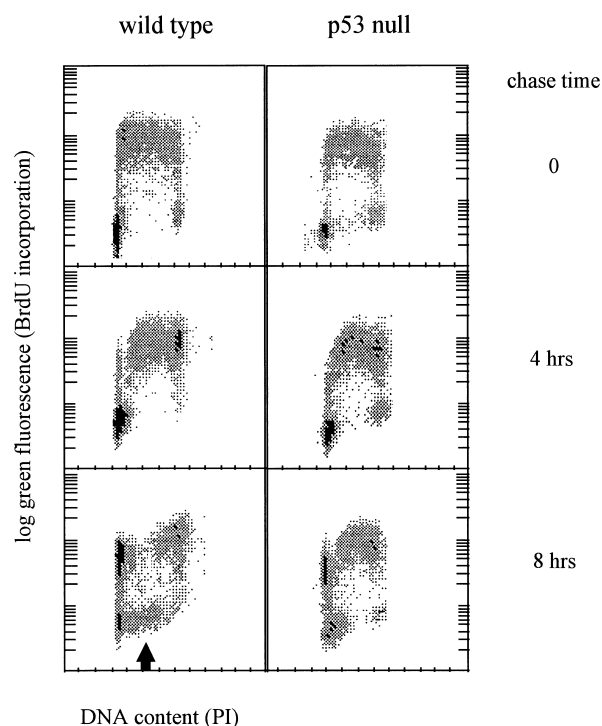 wild type
p53 null
chase time
0
4 hrs
8 hrs
log green fluorescence (BrdU incorporation)
DNA content (PI)